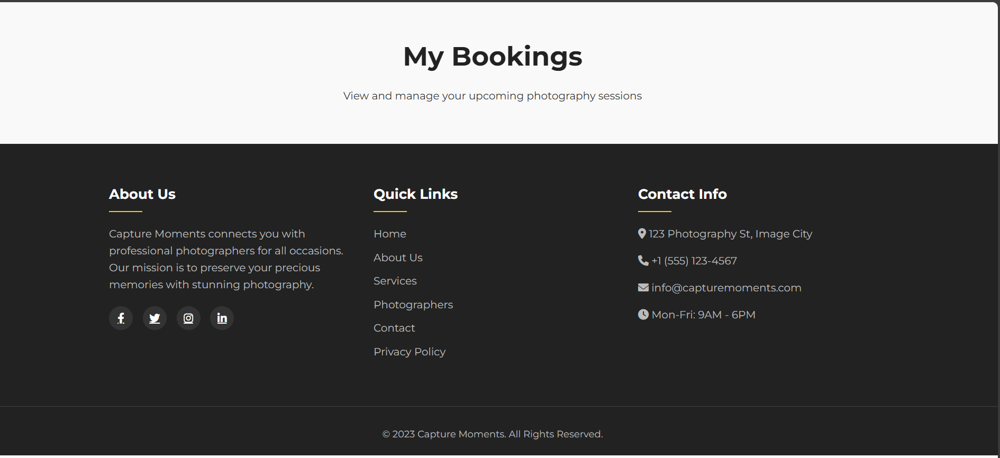 My Bookings
View and manage your upcoming photography sessions
About Us
Capture Moments connects you with
professional photographers for all occasions.
Our mission is to preserve your precious
memories with stunning photography.
Quick Links
Home
About Us
Services
Photographers
Contact
Privacy Policy
Contact Info
123 Photography St, Image City
+1 (555) 123-4567
info@capturemoments.com
Mon-Fri: 9AM - 6PM
© 2023 Capture Moments. All Rights Reserved.